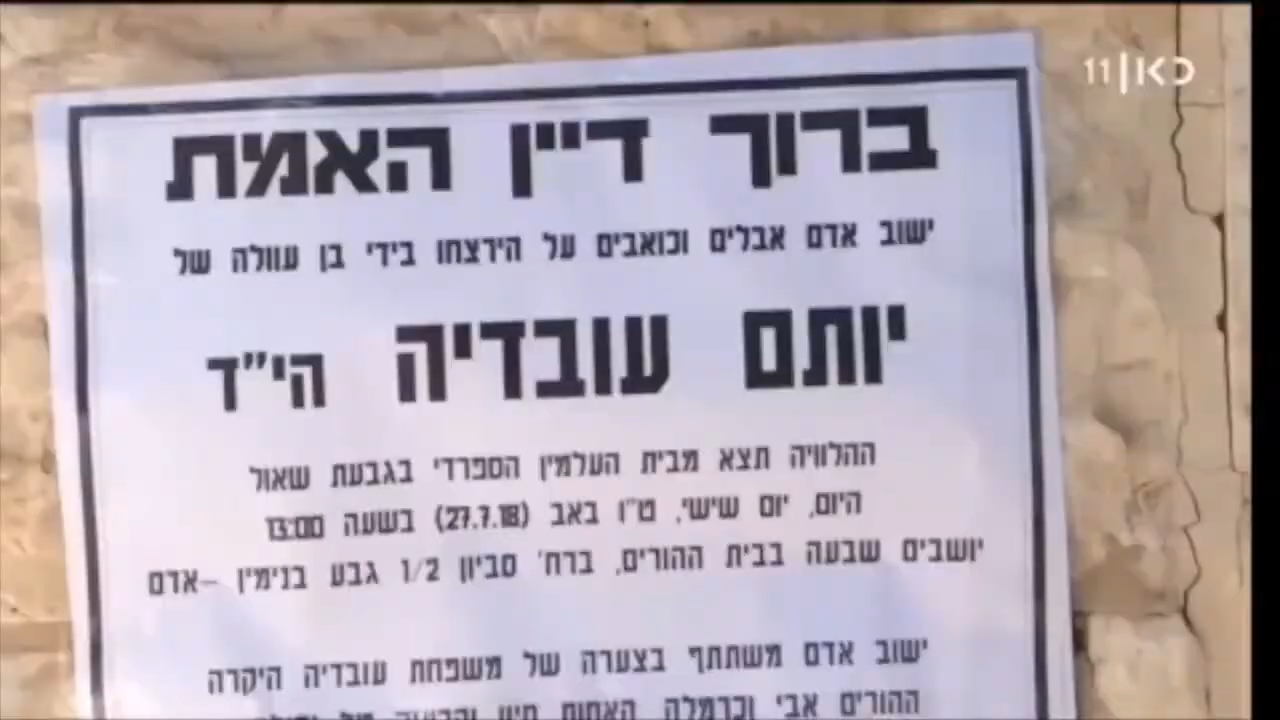 כאן 11
ברוך דיין האמת
ישוב אדם אבלים וכואבים על הירצחו בידי בן עוולה של
יותם עובדיה הי"ד
ההלוויה תצא מבית העלמין הספרדי בגבעת שאול
היום, יום שישי, ט"ו באב (27.7.18) בשעה 13:00
יושבים שבעה בבית ההורים, ברח' סביון 1/2 גבע בנימין –אדם
ישוב אדם משתתף בצערה של משפחת עובדיה היקרה
ההורים אבי וכרמלה האחות